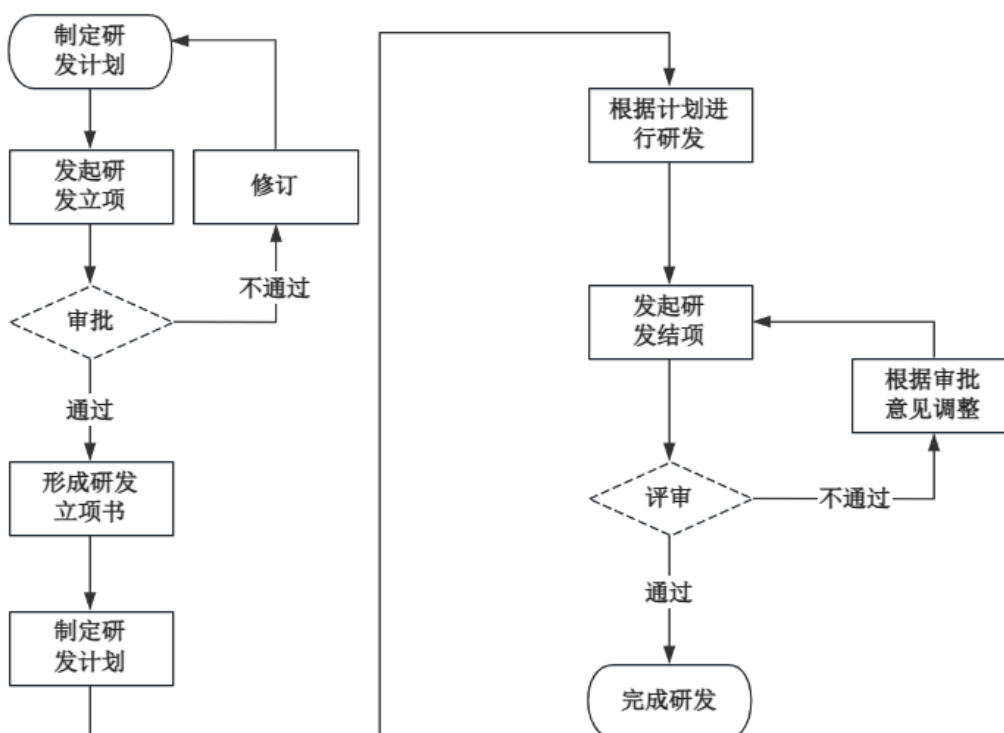 制定研
发计划
发起研
发立项
修订
不通过
审批
通过
形成研发
立项书
制定研
发计划
根据计划进
行研发
发起研
发结项
根据审批
意见调整
评审
不通过
通过
完成研发